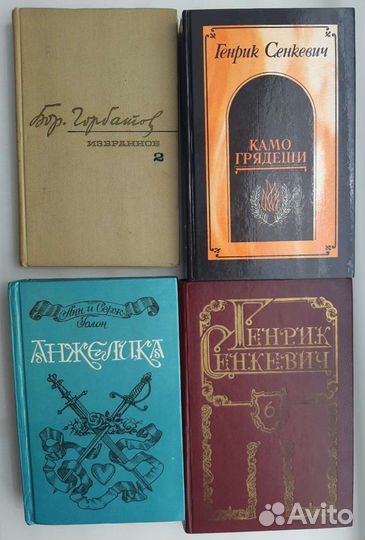 Бор. Горбатов
ИЗБРАННОЕ
2
Генрик Сенкевич
КАМО
ГРЯДЕШИ
Анн и Серж
Голон
АНЖЕЛИКА
ГЕНРИК
СЕНКЕВИЧ
6
Avito